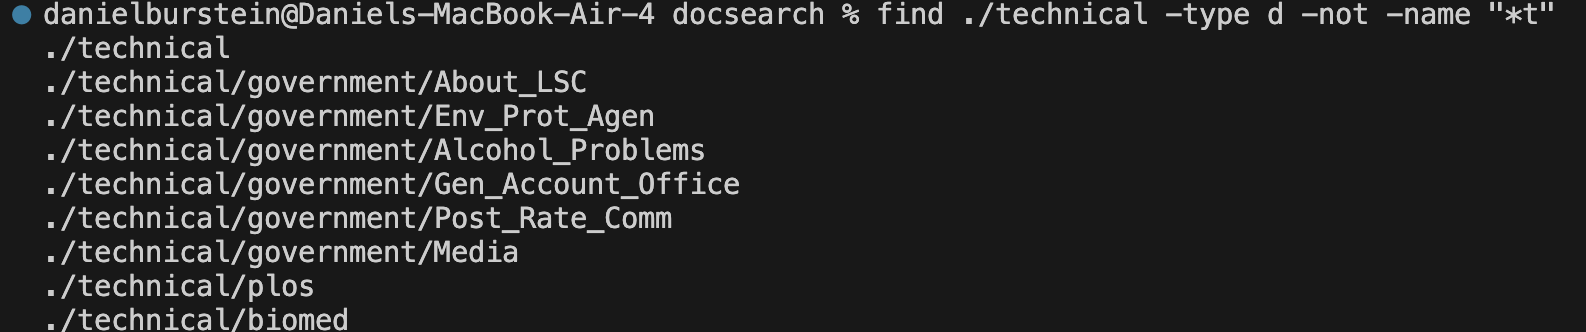 danielburstein@Daniels-MacBook-Air-4 docsearch % find ./technical -type d -not -name "*t"
./technical
./technical/government/About_LSC
./technical/government/Env_Prot_Agen
./technical/government/Alcohol_Problems
./technical/government/Gen_Account_Office
./technical/government/Post_Rate_Comm
./technical/government/Media
./technical/plos
./technical/biomed